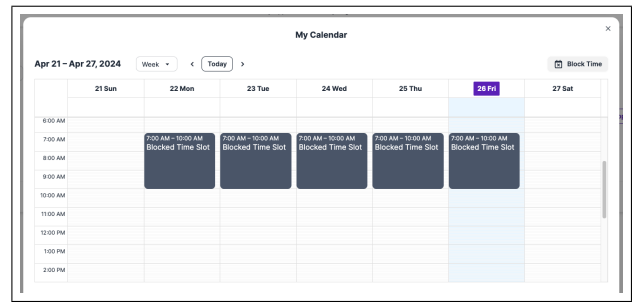 My Calendar
×
Apr 21 – Apr 27, 2024 Week Today Block Time
21 Sun 22 Mon 23 Tue 24 Wed 25 Thu 26 Fri 27 Sat
6:00 AM
7:00 AM 7:00 AM – 10:00 AM 7:00 AM – 10:00 AM 7:00 AM – 10:00 AM 7:00 AM – 10:00 AM 7:00 AM – 10:00 AM
Blocked Time Slot Blocked Time Slot Blocked Time Slot Blocked Time Slot Blocked Time Slot
8:00 AM
9:00 AM
10:00 AM
11:00 AM
12:00 PM
1:00 PM
2:00 PM